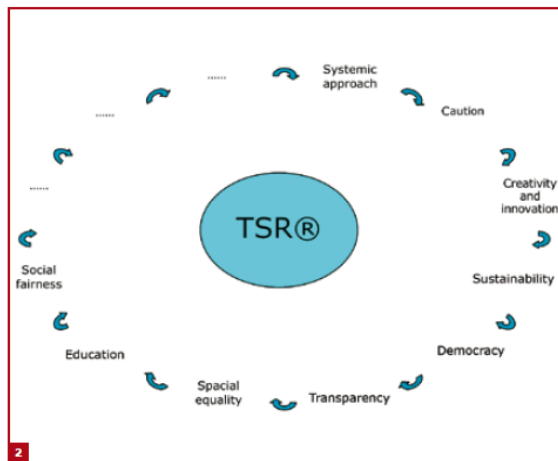 ......
Systemic
approach
Caution
Creativity
and
innovation
Sustainability
Democracy
Transparency
Spacial
equality
Education
Social
fairness
......
......
TSR®
2